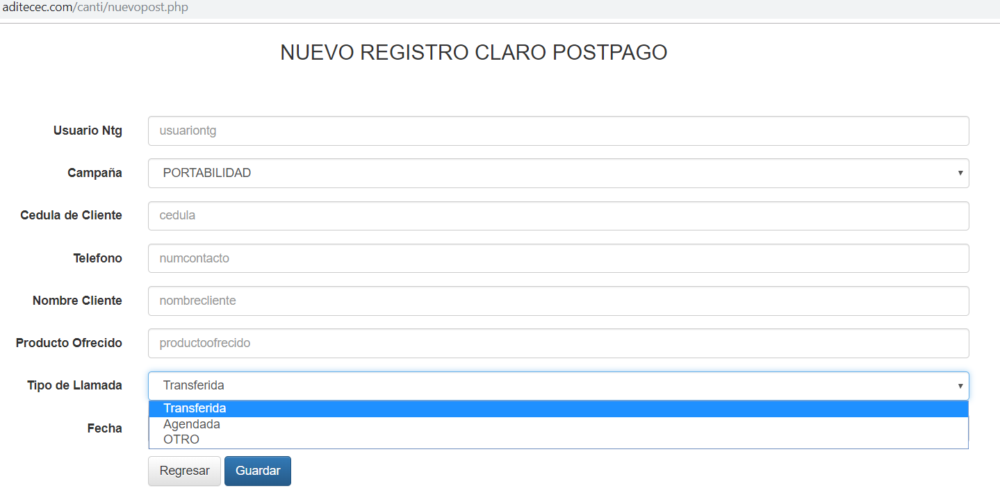 aditecec.com/canti/nuevopost.php
NUEVO REGISTRO CLARO POSTPAGO
Usuario Ntg usuariontg
Campaña PORTABILIDAD
Cedula de Cliente cedula
Telefono numcontacto
Nombre Cliente nombrecliente
Producto Ofrecido productoofrecido
Tipo de Llamada Transferida
Transferida
Agendada
Fecha
OTRO
Regresar Guardar